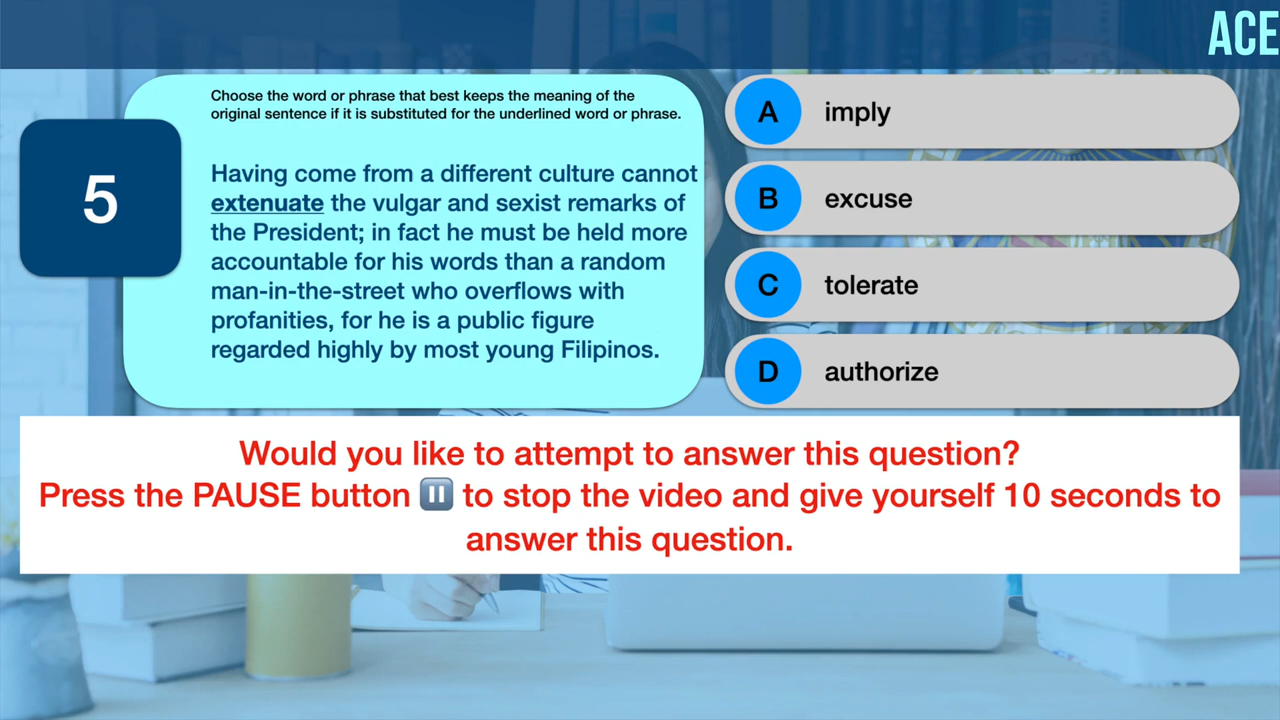 ACE
Choose the word or phrase that best keeps the meaning of the
original sentence if it is substituted for the underlined word or phrase.
5
Having come from a different culture cannot
extenuate the vulgar and sexist remarks of
the President; in fact he must be held more
accountable for his words than a random
man-in-the-street who overflows with
profanities, for he is a public figure
regarded highly by most young Filipinos.
A imply
B excuse
C tolerate
D authorize
Would you like to attempt to answer this question?
Press the PAUSE button ⏸️ to stop the video and give yourself 10 seconds to
answer this question.